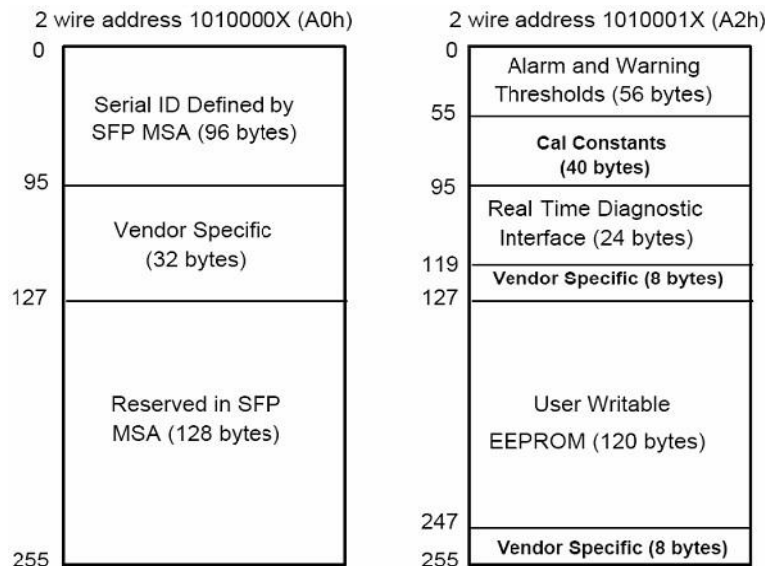 2 wire address 1010000X (A0h)
0
Serial ID Defined by
SFP MSA (96 bytes)
95
Vendor Specific
(32 bytes)
127
Reserved in SFP
MSA (128 bytes)
255
2 wire address 1010001X (A2h)
0
Alarm and Warning
Thresholds (56 bytes)
55
Cal Constants
(40 bytes)
95
Real Time Diagnostic
Interface (24 bytes)
119
Vendor Specific (8 bytes)
127
User Writable
EEPROM (120 bytes)
247
Vendor Specific (8 bytes)
255